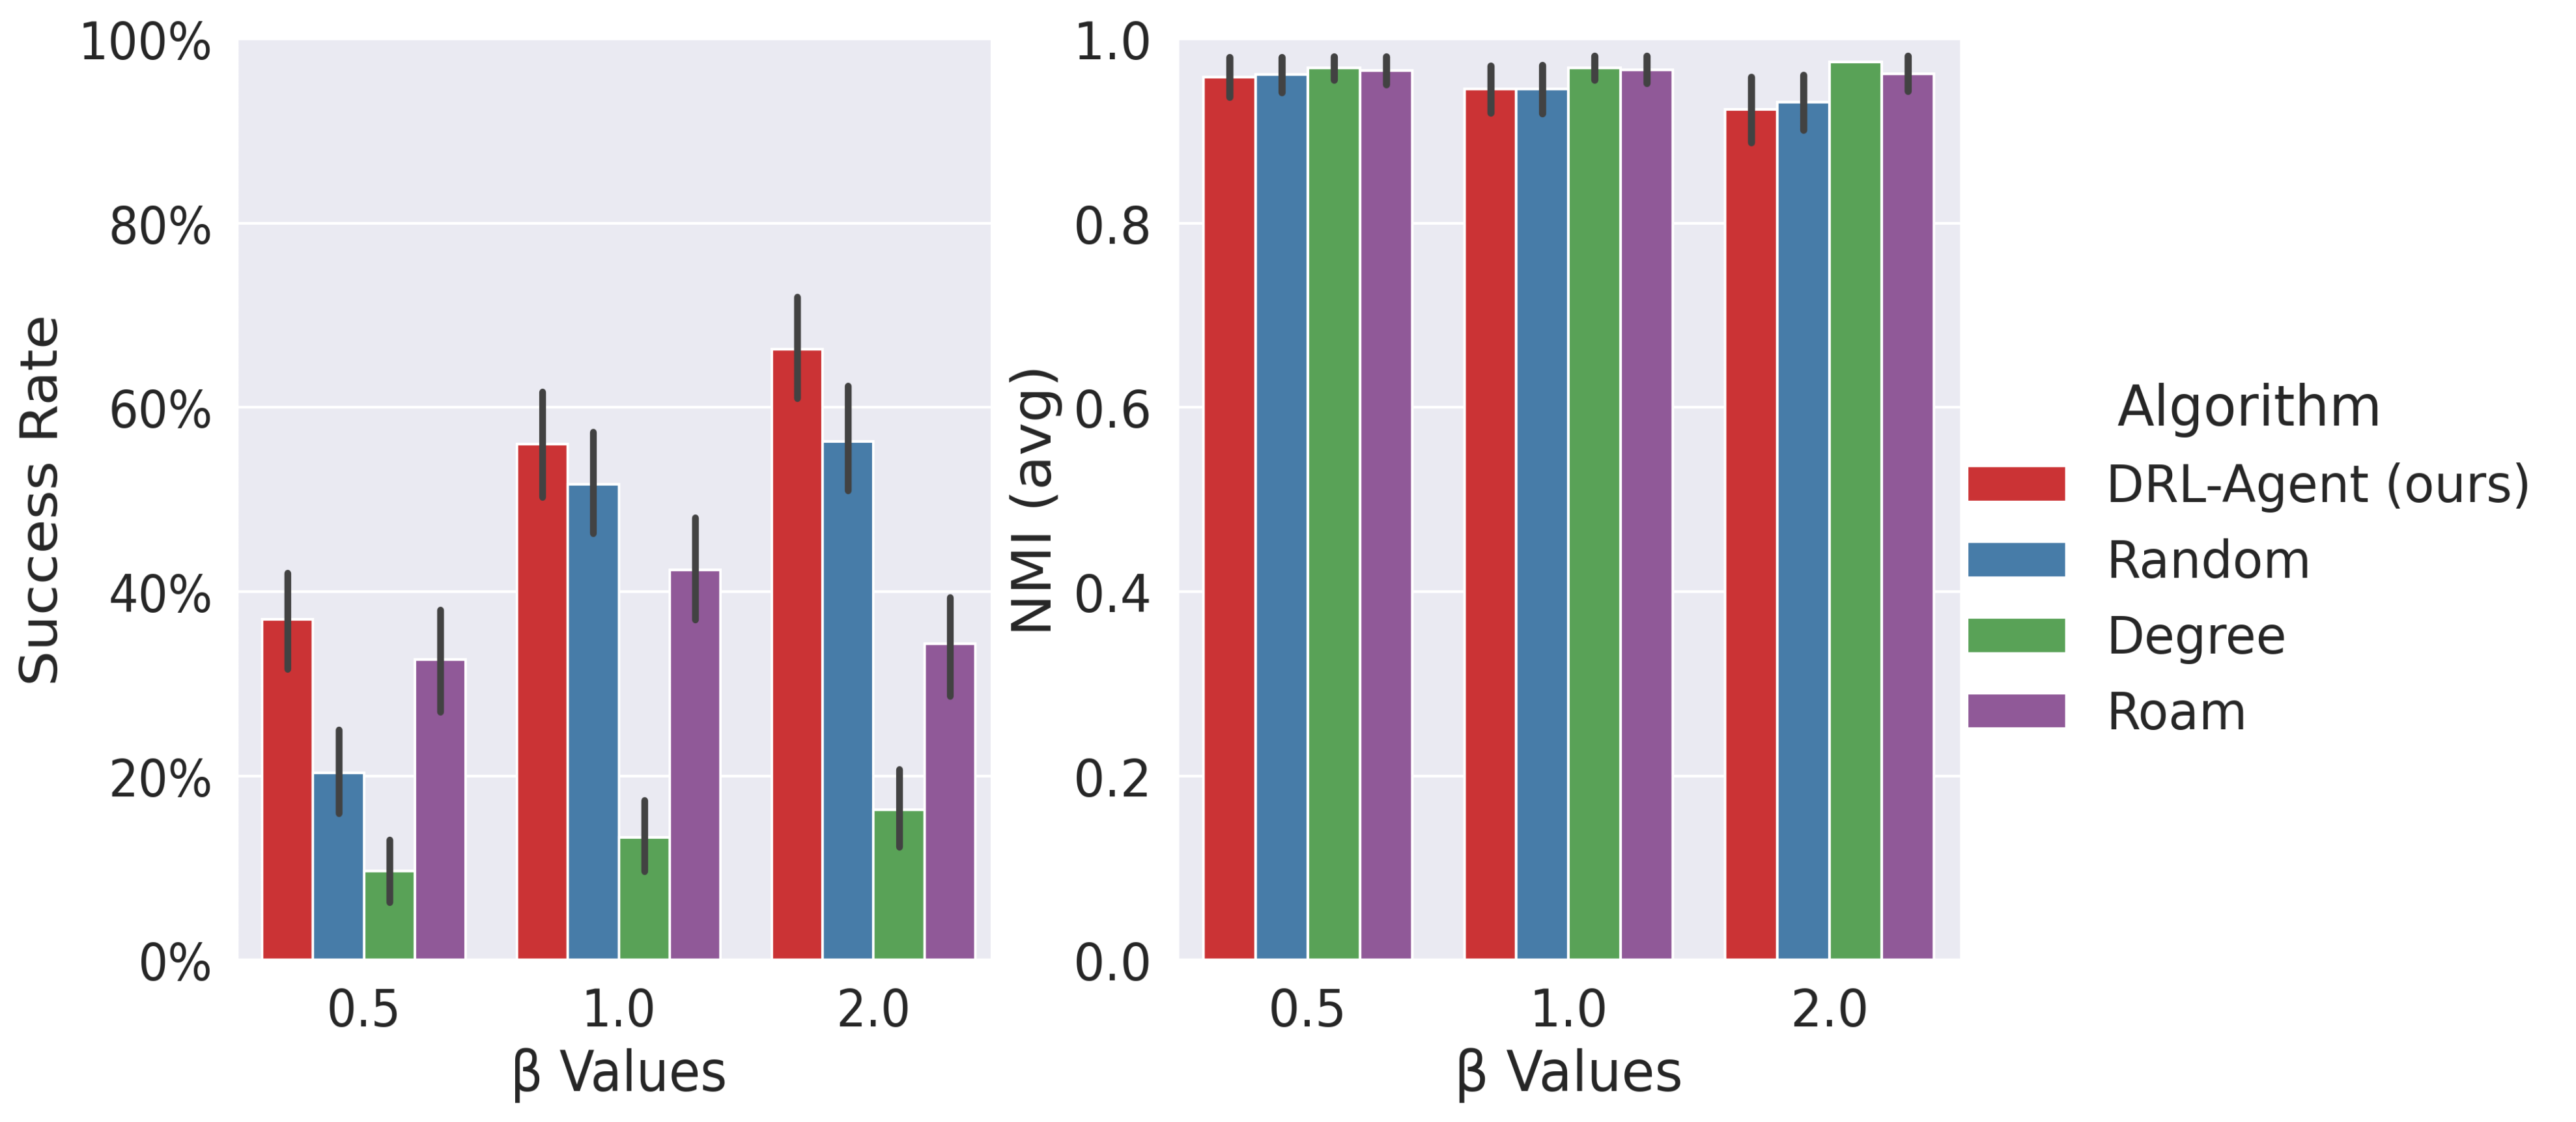 100%
80%
60%
40%
20%
0%
Success Rate
0.5 1.0 2.0
β Values
1.0
0.8
0.6
0.4
0.2
0.0
NMI (avg)
0.5 1.0 2.0
β Values
Algorithm
DRL-Agent (ours)
Random
Degree
Roam